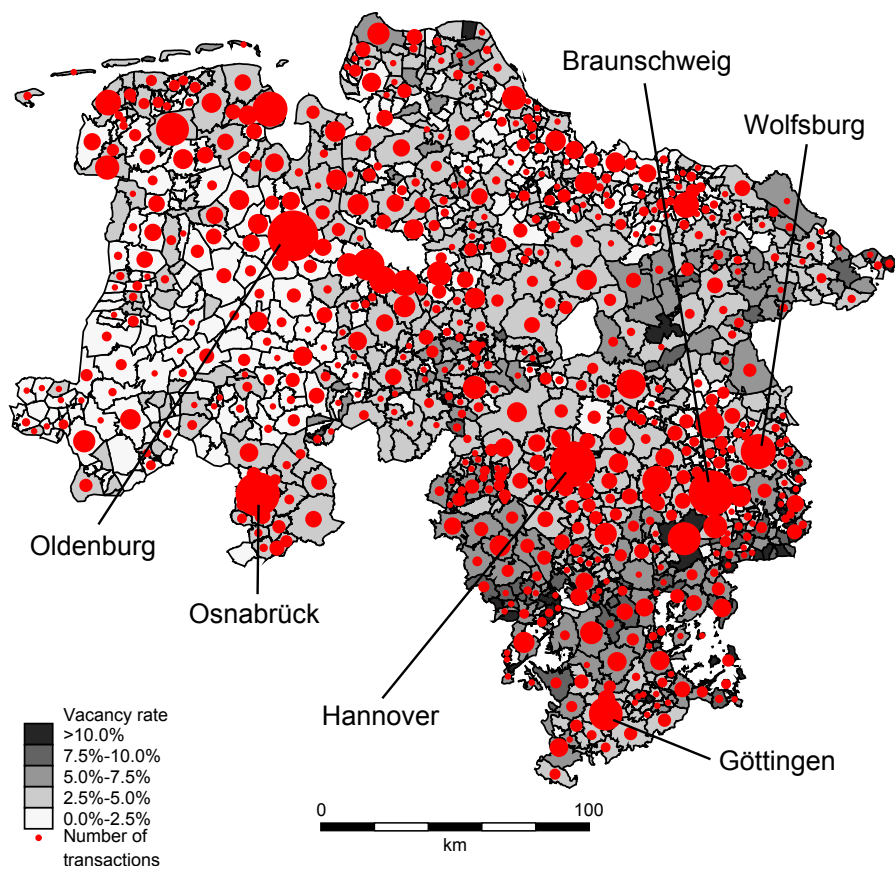 Braunschweig
Wolfsburg
Oldenburg
Osnabrück
Hannover
Göttingen
Vacancy rate
>10.0%
7.5%-10.0%
5.0%-7.5%
2.5%-5.0%
0.0%-2.5%
Number of
transactions
0 100
km